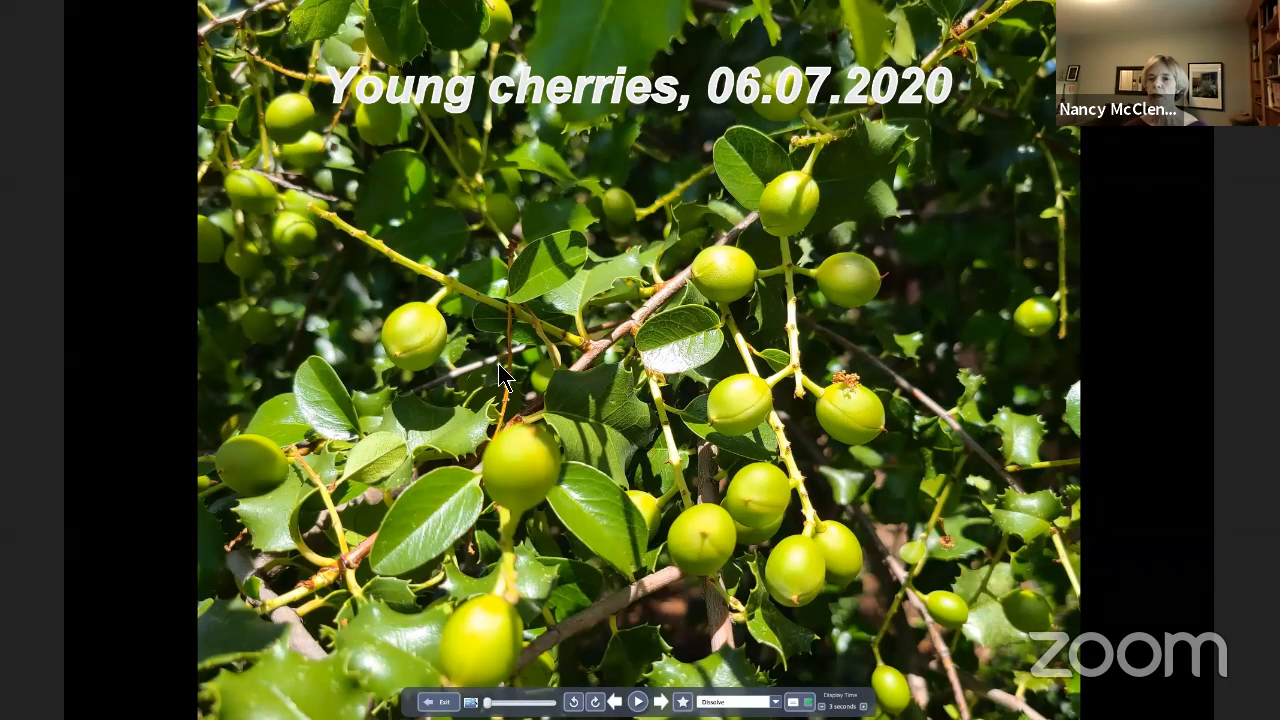 Young cherries, 06.07.2020
Nancy McClen...
zoom
Exit
Dissolve
Display Time
3 seconds